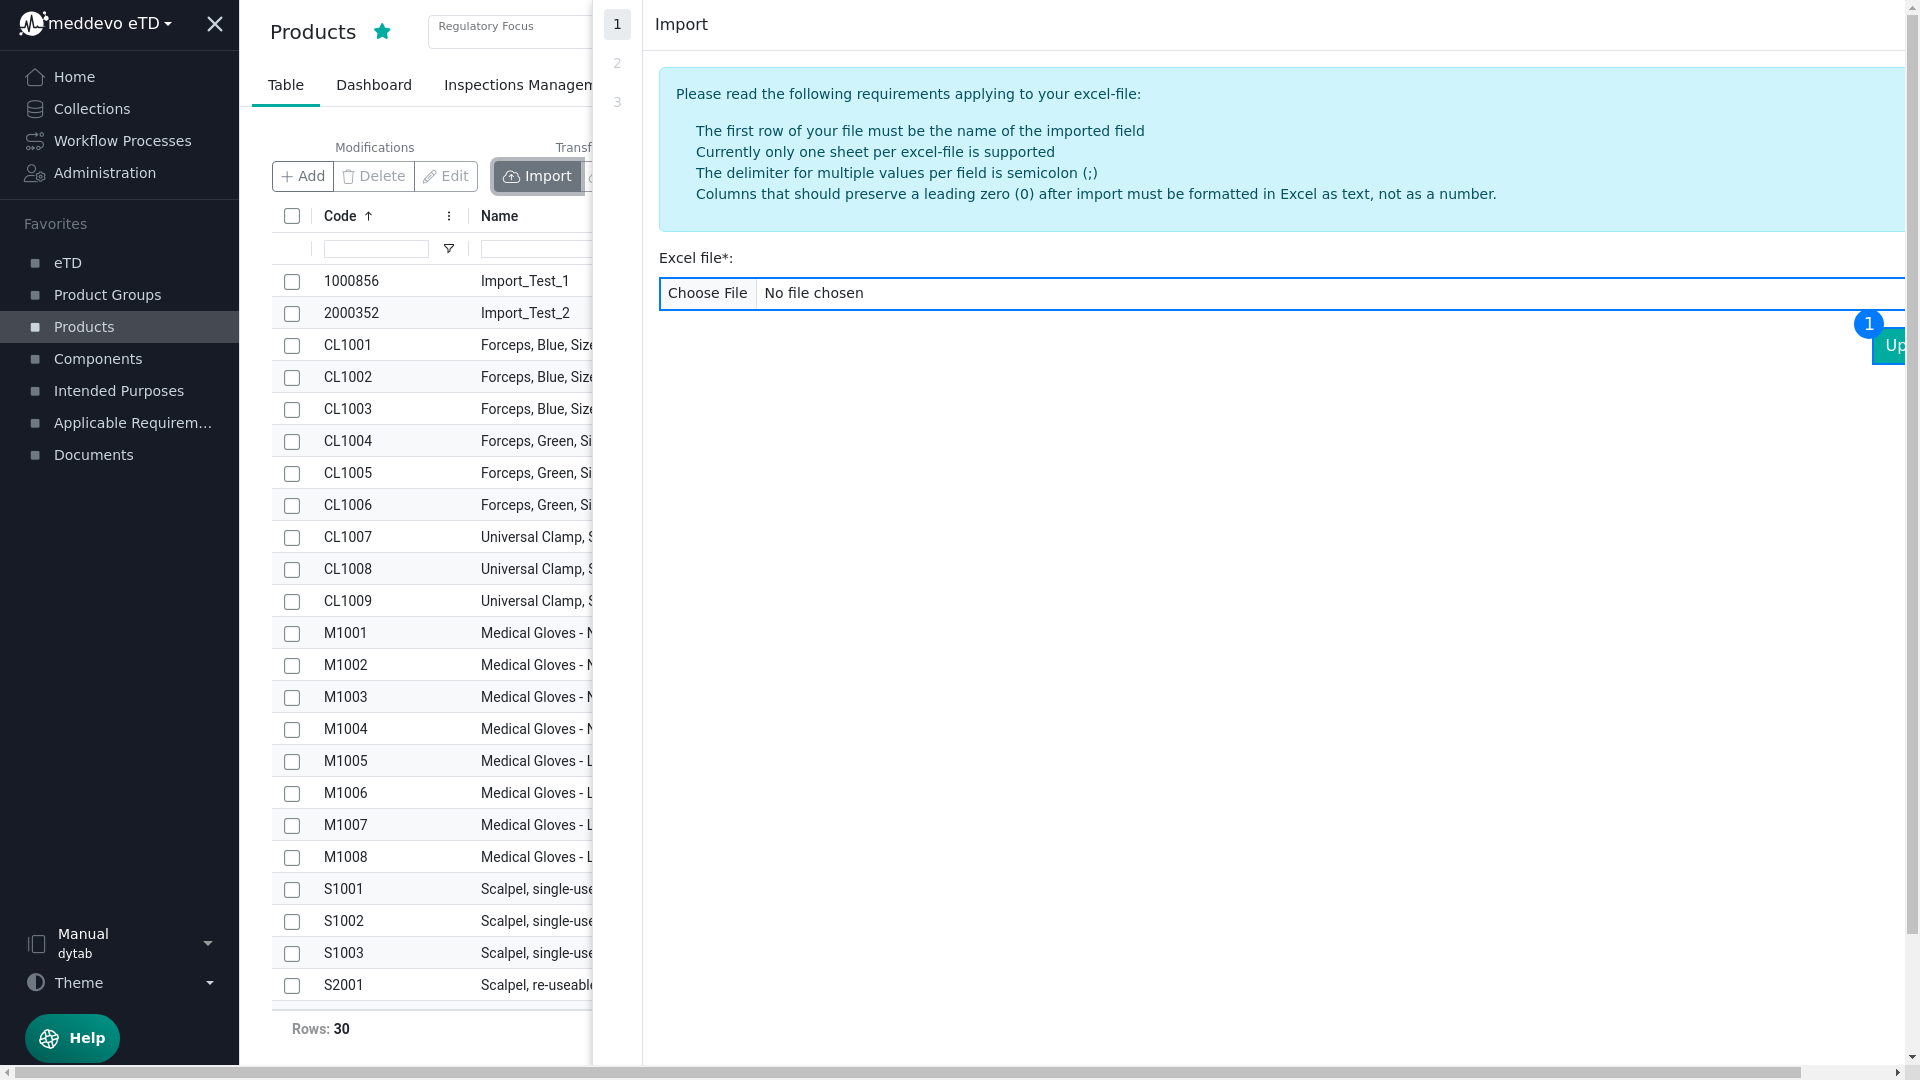 meddevo eTD
Home
Collections
Workflow Processes
Administration
Favorites
eTD
Product Groups
Products
Components
Intended Purposes
Applicable Requirem...
Documents
Manual
dytab
Theme
Help
Products
Regulatory Focus
Table
Dashboard
Inspections Managem
Modifications
Transf
Add
Delete
Edit
Import
Code
Name
1000856 Import_Test_1
2000352 Import_Test_2
CL1001 Forceps, Blue, Size
CL1002 Forceps, Blue, Size
CL1003 Forceps, Blue, Size
CL1004 Forceps, Green, Si
CL1005 Forceps, Green, Si
CL1006 Forceps, Green, Si
CL1007 Universal Clamp, S
CL1008 Universal Clamp, S
CL1009 Universal Clamp, S
M1001 Medical Gloves - N
M1002 Medical Gloves - N
M1003 Medical Gloves - N
M1004 Medical Gloves - N
M1005 Medical Gloves - L
M1006 Medical Gloves - L
M1007 Medical Gloves - L
M1008 Medical Gloves - L
S1001 Scalpel, single-use
S1002 Scalpel, single-use
S1003 Scalpel, single-use
S2001 Scalpel, re-useable
Rows: 30
1
2
3
Import
Please read the following requirements applying to your excel-file:
The first row of your file must be the name of the imported field
Currently only one sheet per excel-file is supported
The delimiter for multiple values per field is semicolon (;)
Columns that should preserve a leading zero (0) after import must be formatted in Excel as text, not as a number.
Excel file*:
Choose File No file chosen
1
Up